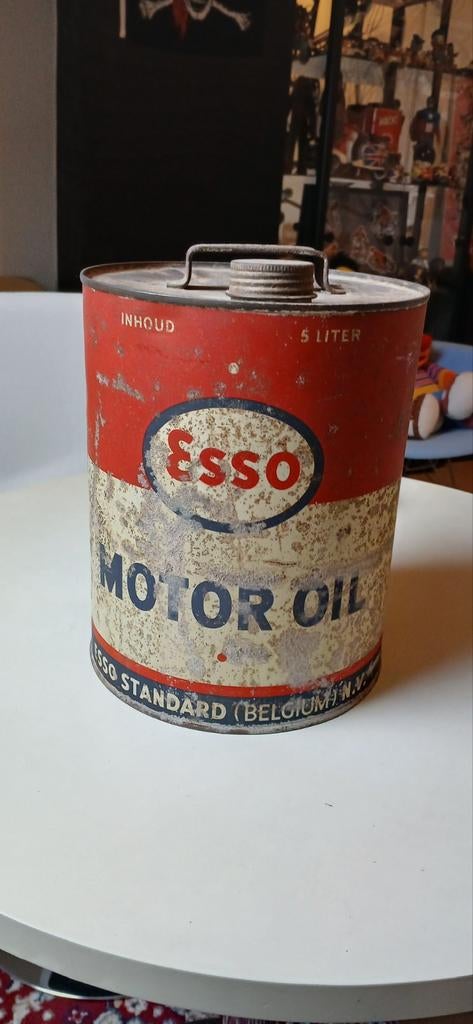 INHOUD 5 LITER
Esso
MOTOR OIL
ESSO STANDARD (BELGIUM) N.V.